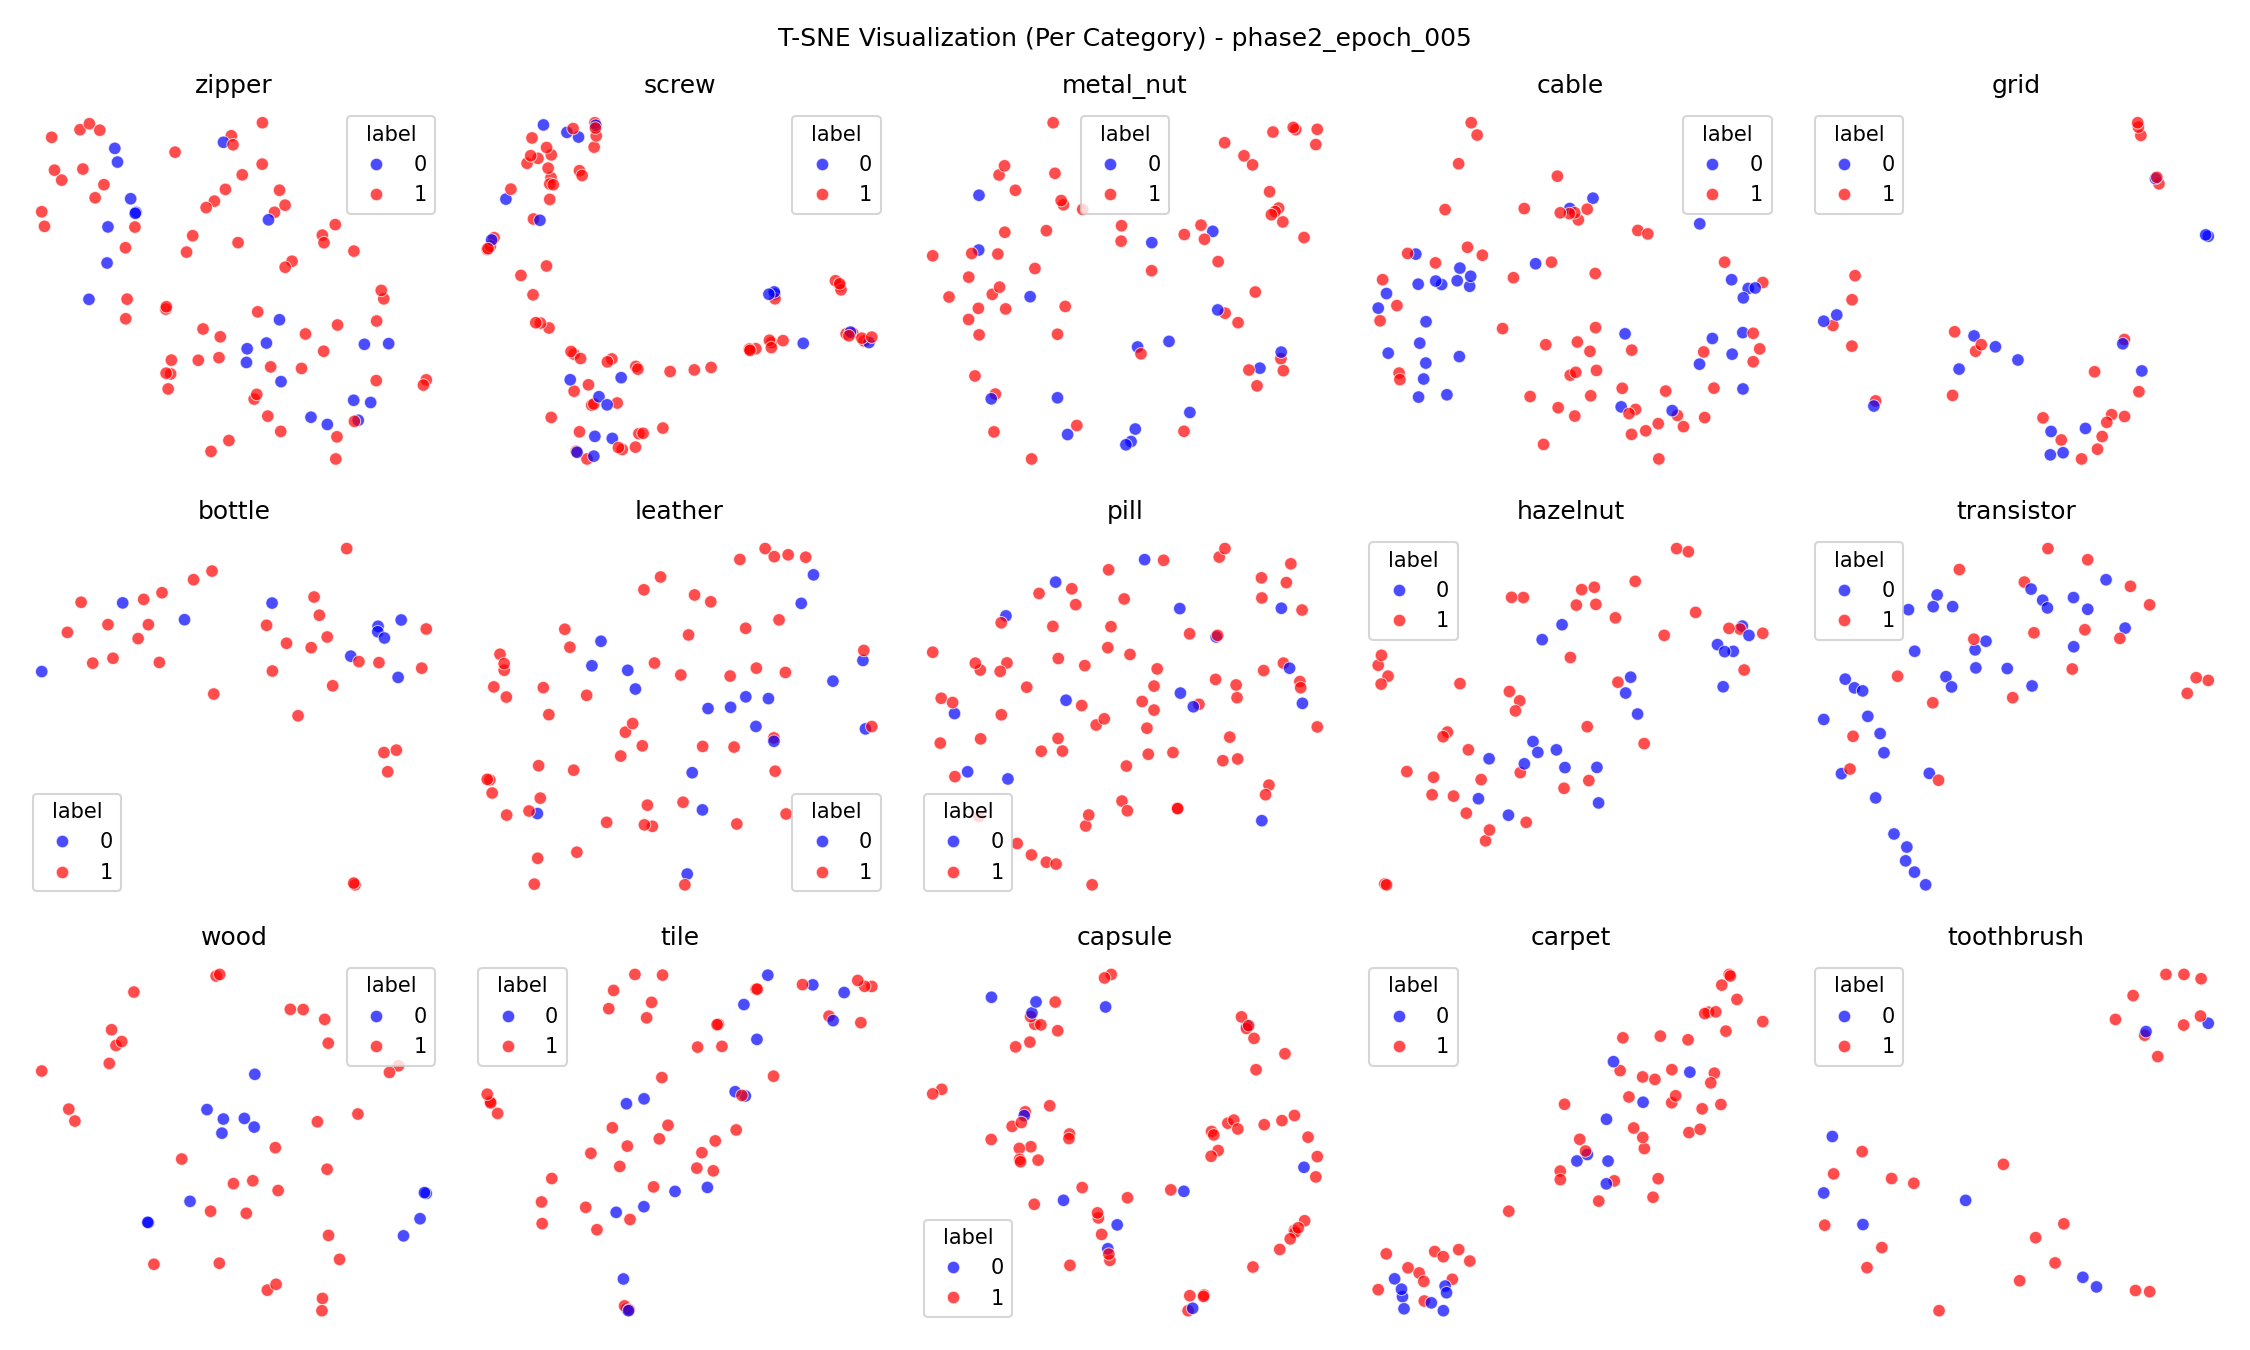 T-SNE Visualization (Per Category) - phase2_epoch_005
zipper
label
0
1
screw
label
0
1
metal_nut
label
0
1
cable
label
0
1
grid
label
0
1
bottle
label
0
1
leather
label
0
1
pill
label
0
1
hazelnut
label
0
1
transistor
label
0
1
wood
label
0
1
tile
label
0
1
capsule
label
0
1
carpet
label
0
1
toothbrush
label
0
1